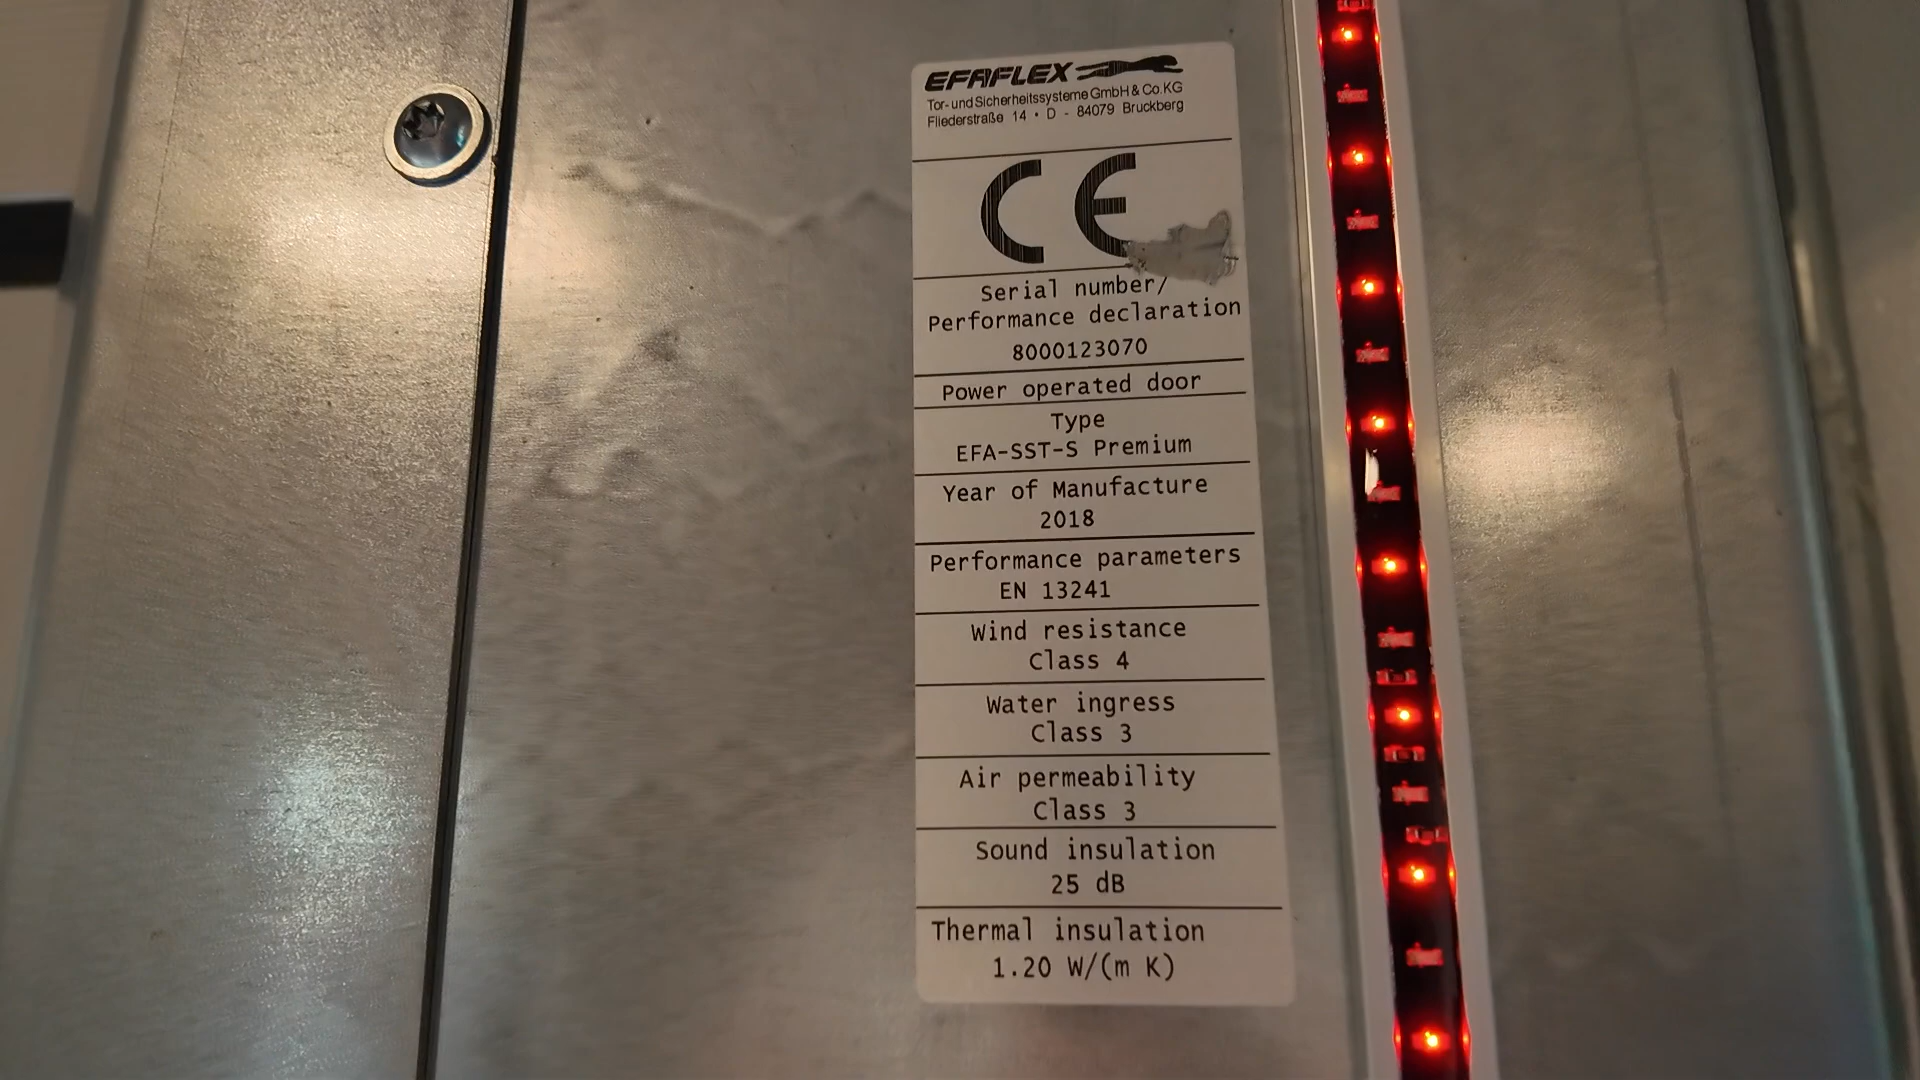 EFAFLEX
Tor- und Sicherheitssysteme GmbH & Co.KG
Fliederstraße 14 • D - 84079 Bruckberg
CE
Serial number/
Performance declaration
8000123070
Power operated door
Type
EFA-SST-S Premium
Year of Manufacture
2018
Performance parameters
EN 13241
Wind resistance
Class 4
Water ingress
Class 3
Air permeability
Class 3
Sound insulation
25 dB
Thermal insulation
1.20 W/(m K)